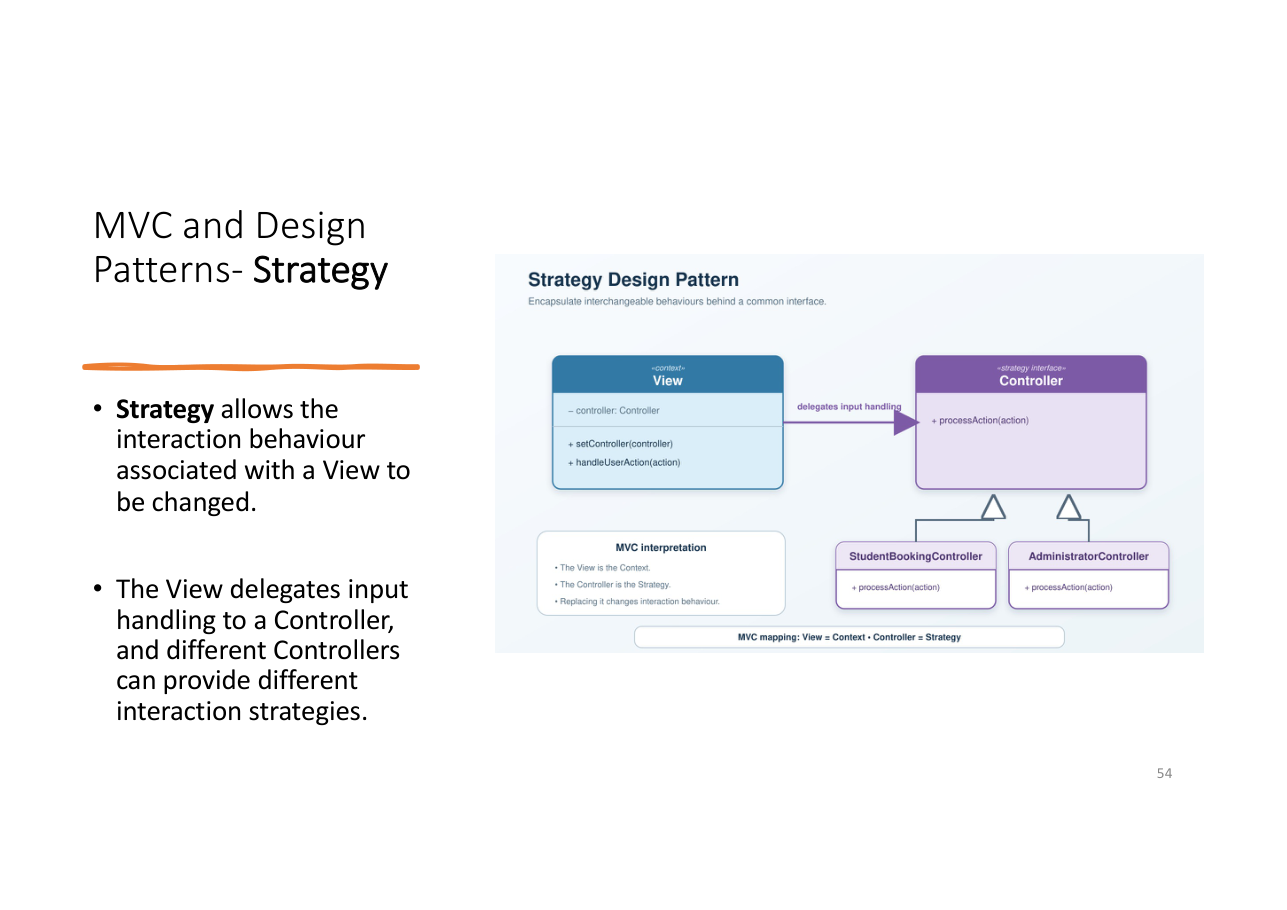 MVC and Design
Patterns- Strategy
• Strategy allows the
interaction behaviour
associated with a View to
be changed.
• The View delegates input
handling to a Controller,
and different Controllers
can provide different
interaction strategies.
Strategy Design Pattern
Encapsulate interchangeable behaviours behind a common interface.
«context»
View
– controller: Controller
+ setController(controller)
+ handleUserAction(action)
delegates input handling
«strategy interface»
Controller
+ processAction(action)
MVC interpretation
• The View is the Context.
• The Controller is the Strategy.
• Replacing it changes interaction behaviour.
StudentBookingController
+ processAction(action)
AdministratorController
+ processAction(action)
MVC mapping: View = Context • Controller = Strategy
54